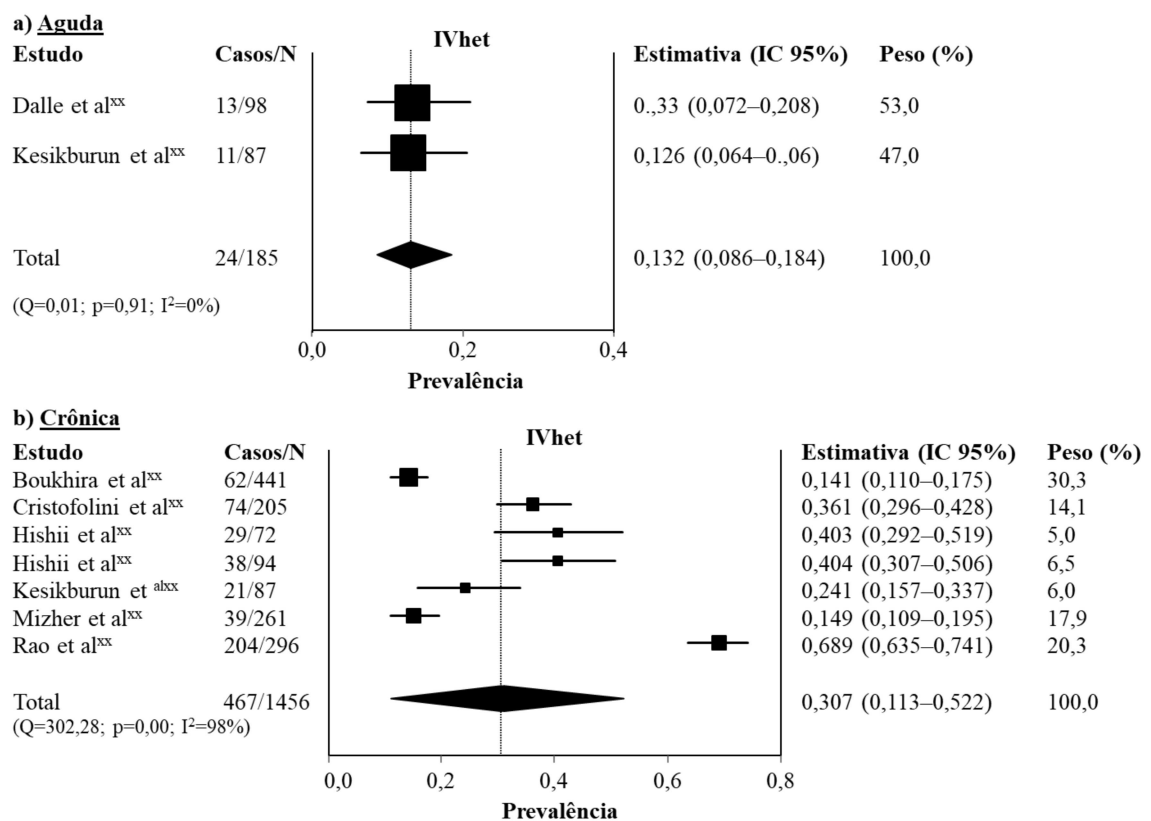 a) Aguda
IVhet
Estudo Casos/N Estimativa (IC 95%) Peso (%)
Dalle et alxx 13/98 0.,33 (0,072–0,208) 53,0
Kesikburun et alxx 11/87 0,126 (0,064–0.,06) 47,0
Total 24/185 0,132 (0,086–0,184) 100,0
(Q=0,01; p=0,91; I2=0%)
0,0 0,2 0,4
Prevalência
b) Crônica
IVhet
Estudo Casos/N Estimativa (IC 95%) Peso (%)
Boukhira et alxx 62/441 0,141 (0,110–0,175) 30,3
Cristofolini et alxx 74/205 0,361 (0,296–0,428) 14,1
Hishii et alxx 29/72 0,403 (0,292–0,519) 5,0
Hishii et alxx 38/94 0,404 (0,307–0,506) 6,5
Kesikburun et alxx 21/87 0,241 (0,157–0,337) 6,0
Mizher et alxx 39/261 0,149 (0,109–0,195) 17,9
Rao et alxx 204/296 0,689 (0,635–0,741) 20,3
Total 467/1456 0,307 (0,113–0,522) 100,0
(Q=302,28; p=0,00; I2=98%)
0,0 0,2 0,4 0,6 0,8
Prevalência